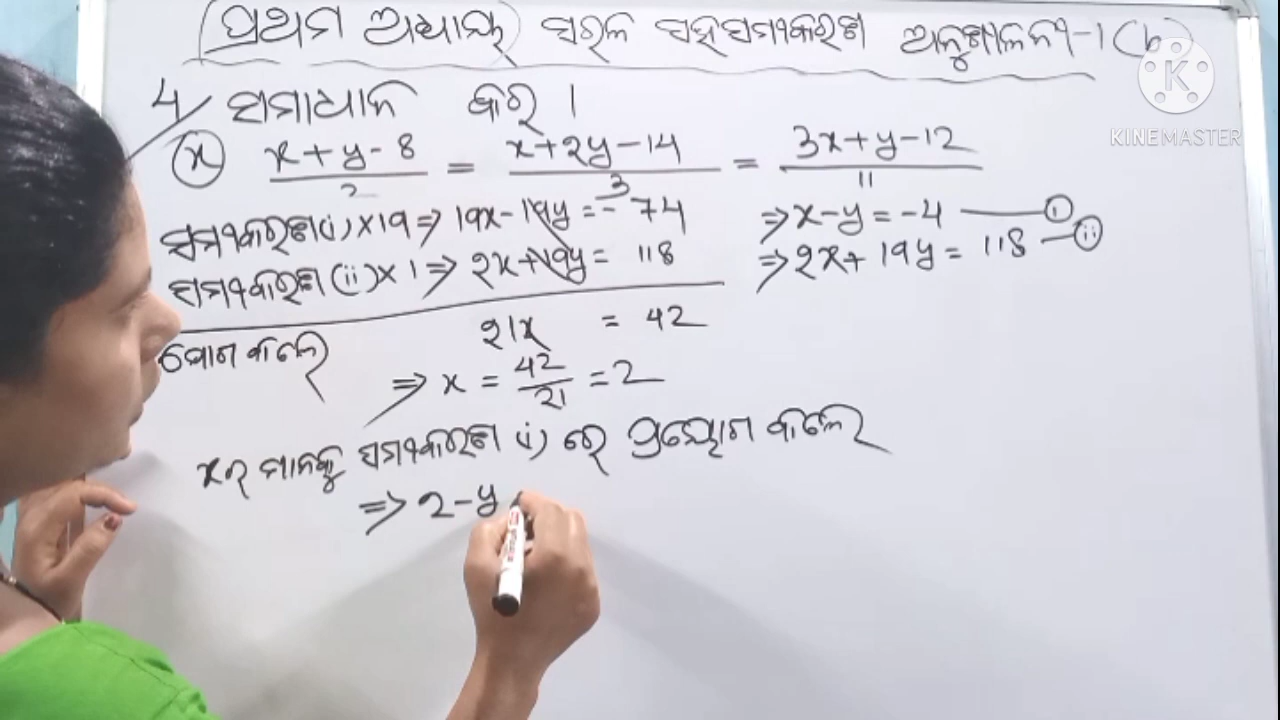 ପ୍ରଥମ ଅଧ୍ୟାୟ ସରଳ ସହସମୀକରଣ ଅନୁଶୀଳନୀ-1(b)
4/ ସମାଧାନ କର ।
(x) x+y-8/2 = x+2y-14/3 = 3x+y-12/11
ସମୀକରଣ(i)×19 ⇒ 19x-19y = -74 ⇒ x-y = -4 — (i)
ସମୀକରଣ(ii)×1 ⇒ 2x+19y = 118 ⇒ 2x+19y = 118 — (ii)
ଯୋଗ କଲେ 21x = 42
⇒ x = 42/21 = 2
xର ମାନକୁ ସମୀକରଣ (i) ରେ ପ୍ରୟୋଗ କଲେ
⇒ 2-y
KINEMASTER